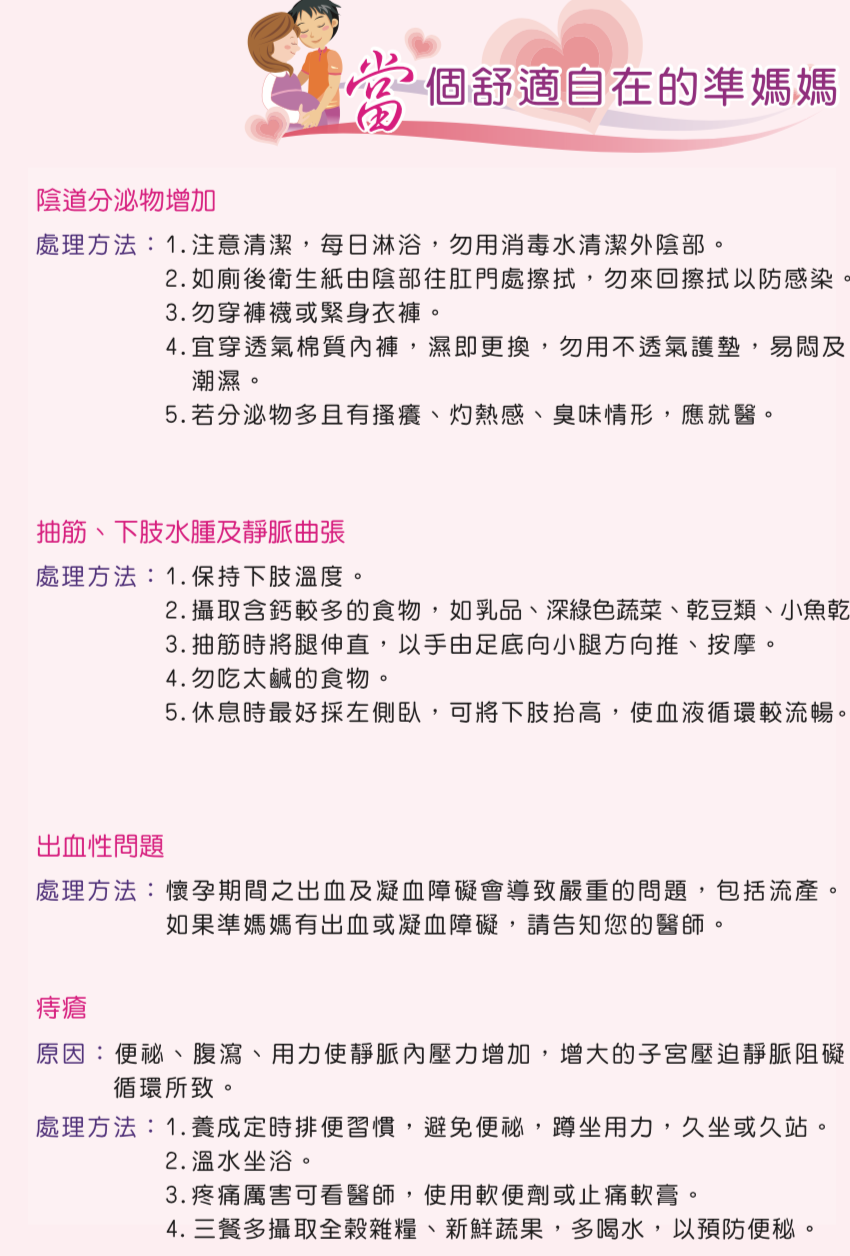 當個舒適自在的準媽媽
陰道分泌物增加
處理方法：1.注意清潔，每日淋浴，勿用消毒水清潔外陰部。
2.如廁後衛生紙由陰部往肛門處擦拭，勿來回擦拭以防感染。
3.勿穿褲襪或緊身衣褲。
4.宜穿透氣棉質內褲，濕即更換，勿用不透氣護墊，易悶及
潮濕。
5.若分泌物多且有搔癢、灼熱感、臭味情形，應就醫。
抽筋、下肢水腫及靜脈曲張
處理方法：1.保持下肢溫度。
2.攝取含鈣較多的食物，如乳品、深綠色蔬菜、乾豆類、小魚乾
3.抽筋時將腿伸直，以手由足底向小腿方向推、按摩。
4.勿吃太鹹的食物。
5.休息時最好採左側臥，可將下肢抬高，使血液循環較流暢。
出血性問題
處理方法：懷孕期間之出血及凝血障礙會導致嚴重的問題，包括流產。
如果準媽媽有出血或凝血障礙，請告知您的醫師。
痔瘡
原因：便祕、腹瀉、用力使靜脈內壓力增加，增大的子宮壓迫靜脈阻礙
循環所致。
處理方法：1.養成定時排便習慣，避免便祕，蹲坐用力，久坐或久站。
2.溫水坐浴。
3.疼痛厲害可看醫師，使用軟便劑或止痛軟膏。
4.三餐多攝取全穀雜糧、新鮮蔬果，多喝水，以預防便秘。